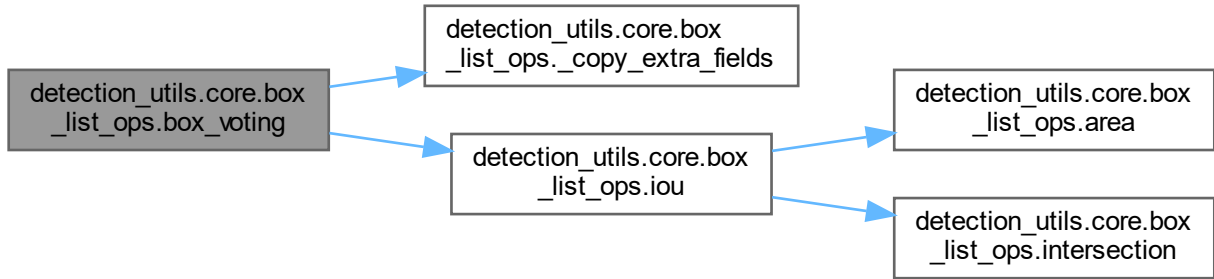 detection_utils.core.box
_list_ops.box_voting
detection_utils.core.box
_list_ops._copy_extra_fields
detection_utils.core.box
_list_ops.iou
detection_utils.core.box
_list_ops.area
detection_utils.core.box
_list_ops.intersection